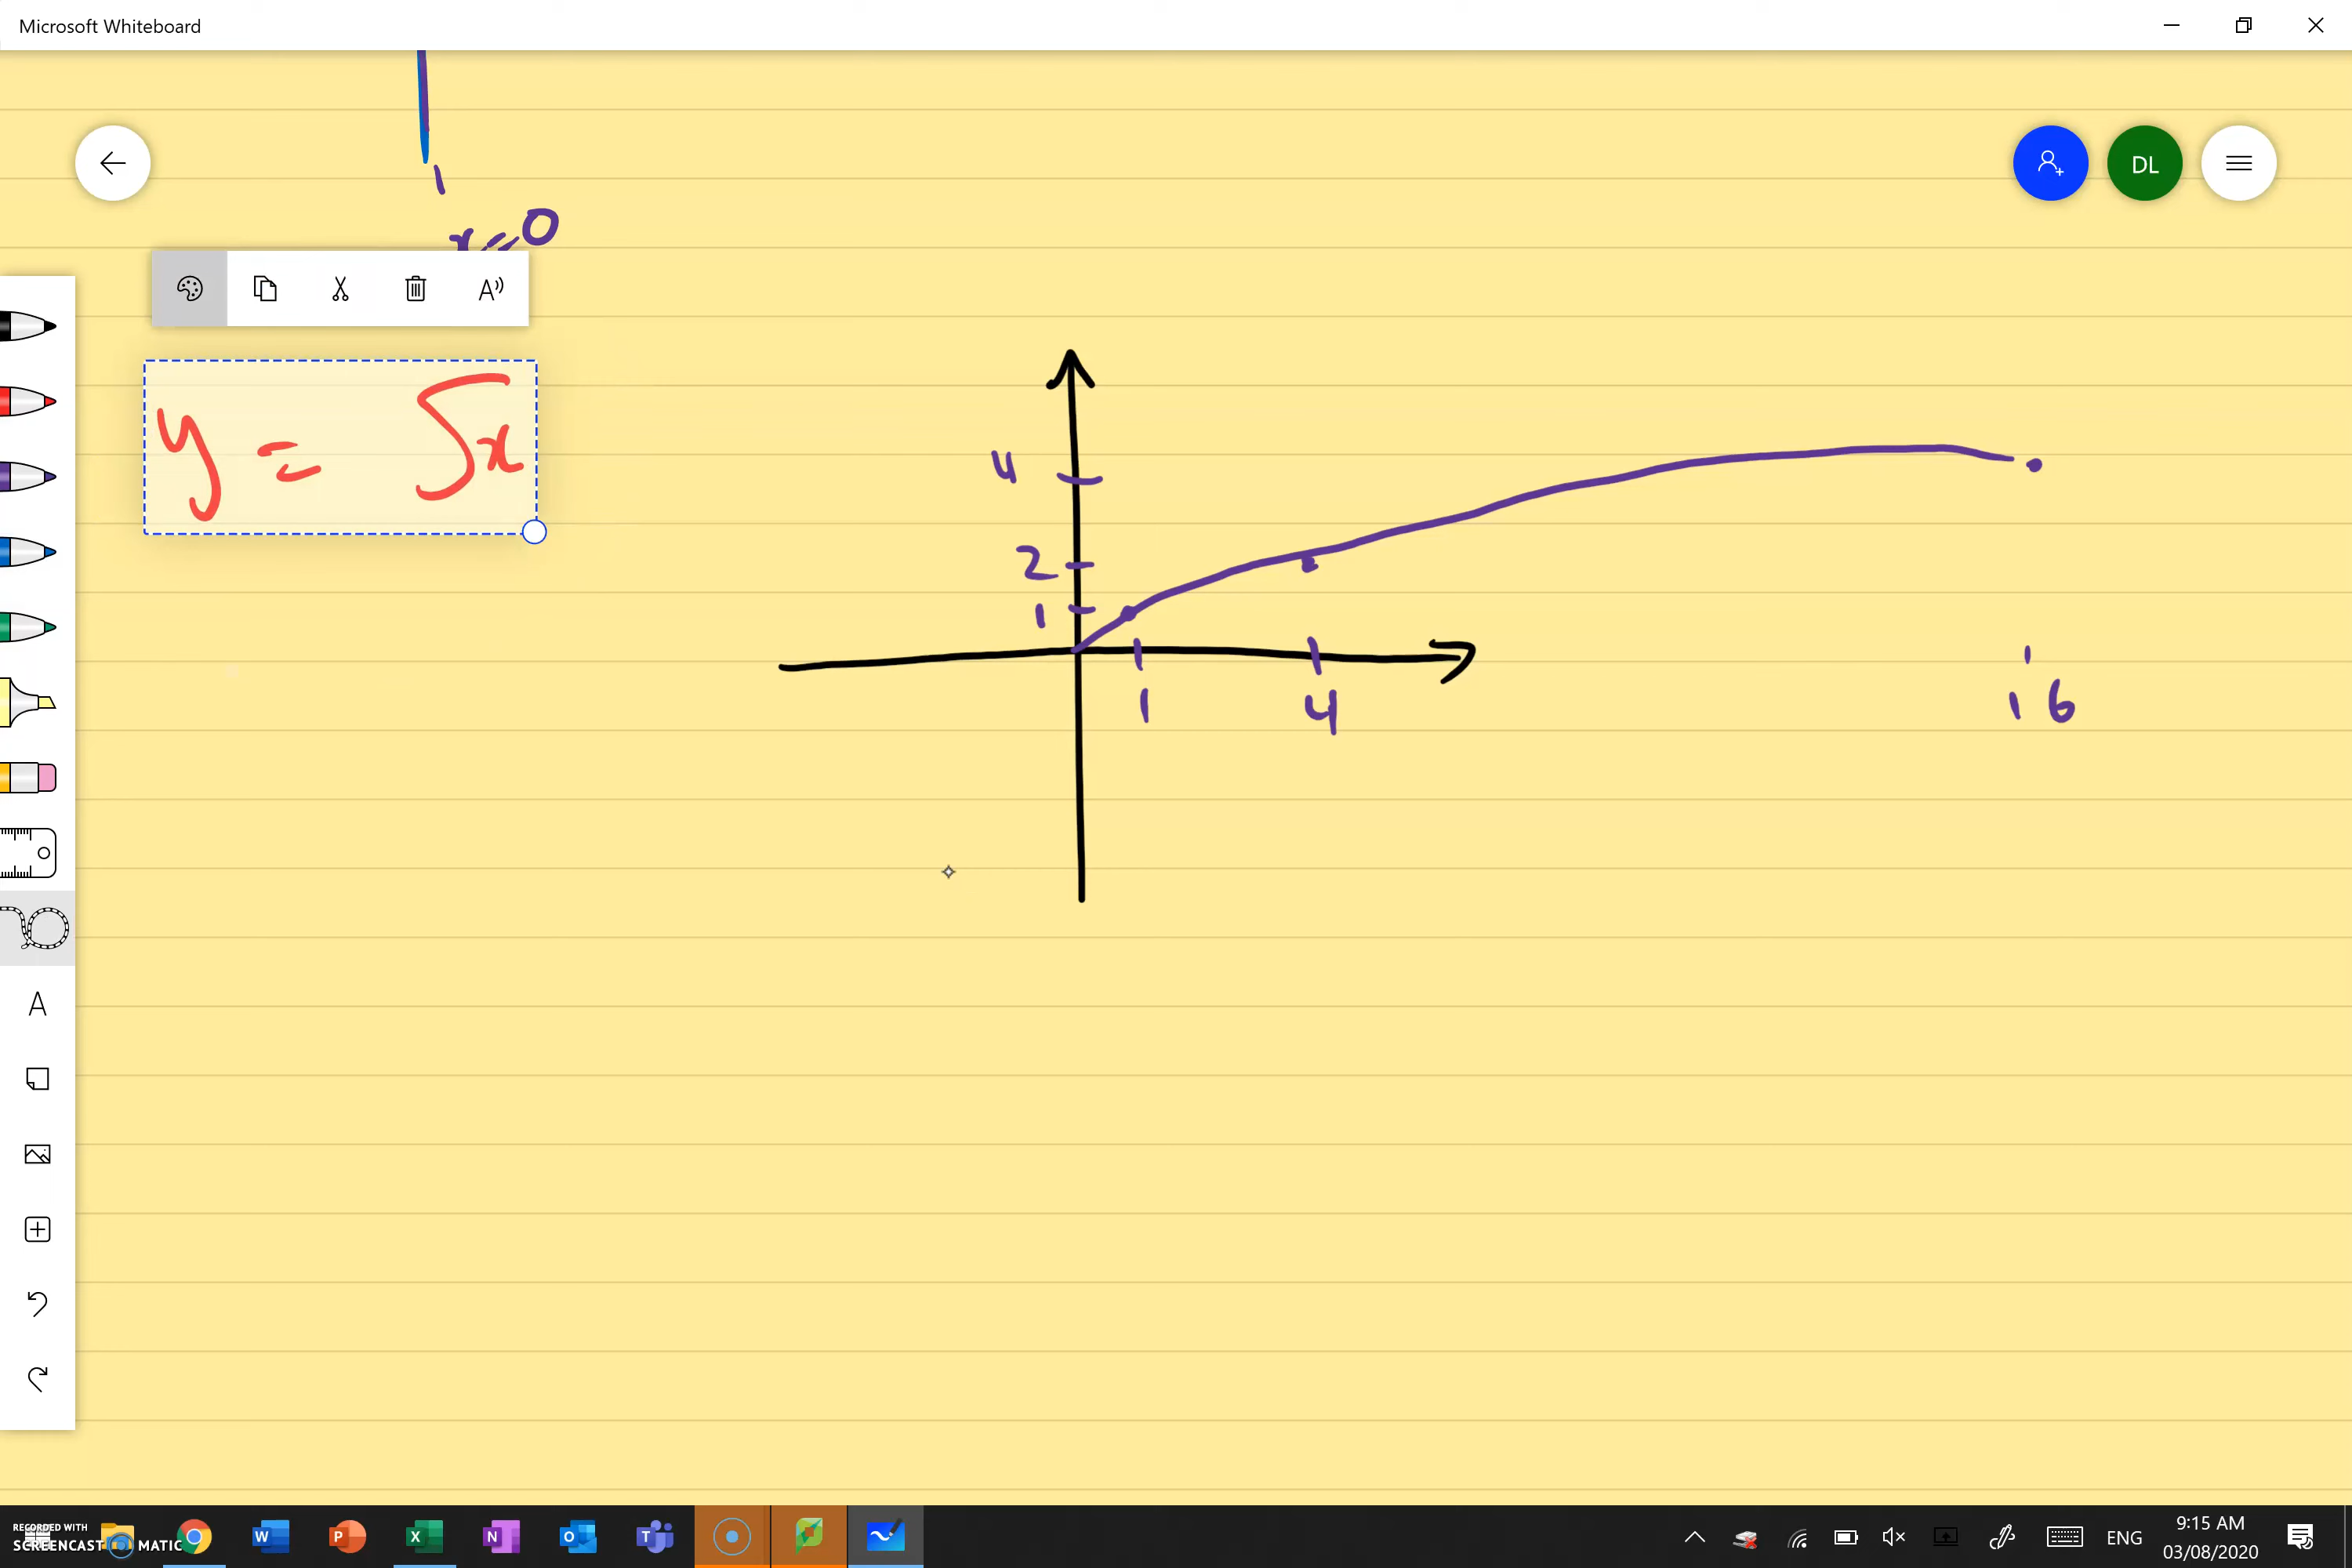 Microsoft Whiteboard
x=0
DL
A
y = √x
4
2
1
1
4
16
A
RECORDED WITH
SCREENCAST MATIC
W
P
X
N
O
T
ENG
9:15 AM
03/08/2020